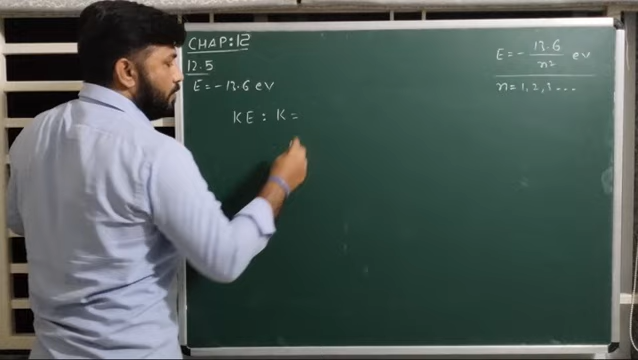 CHAP:12
12.5
E = -13.6 eV
KE : K =
E = - 13.6 / n² eV
n = 1, 2, 3 ...